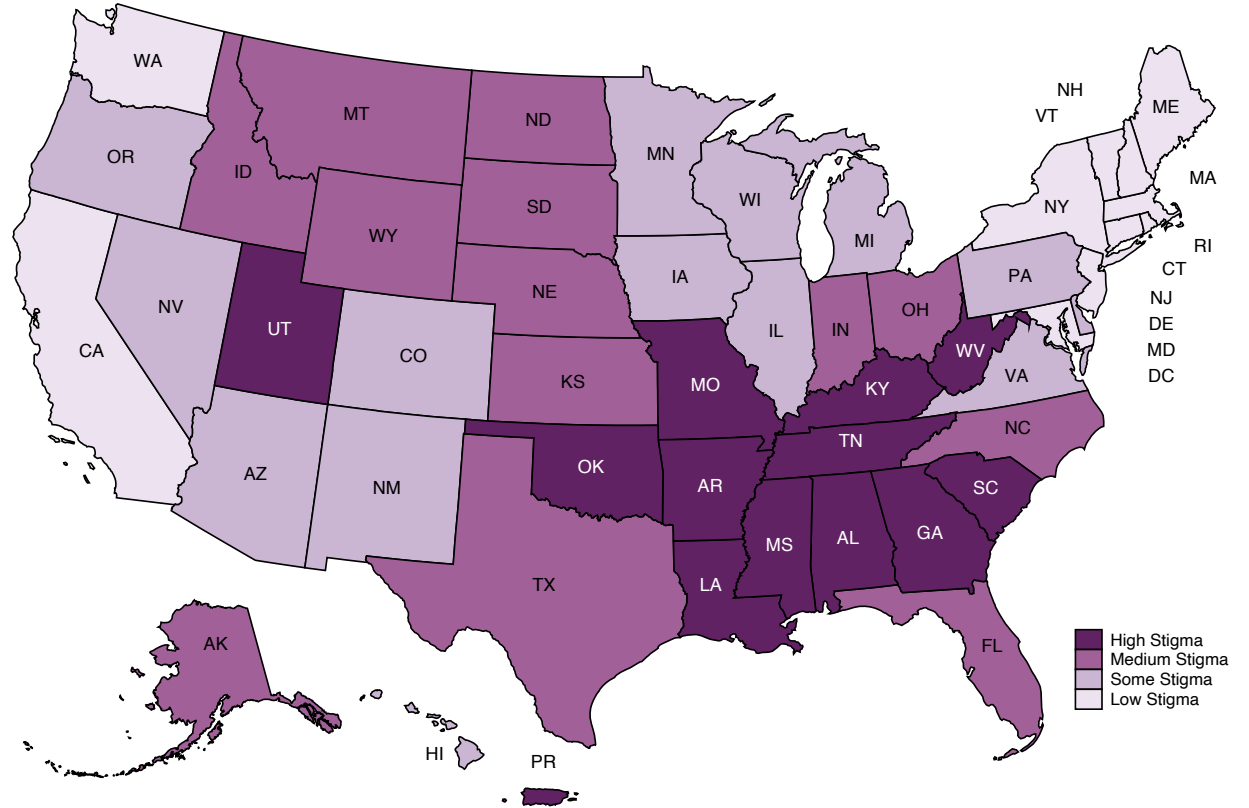 WA
NH
VT
ME
MT
ND
OR
MN
ID
MA
WI
SD
NY
WY
MI
RI
CT
IA
PA
NE
NJ
NV
OH
DE
UT
IN
IL
CA
CO
WV
MD
DC
VA
KS
MO
KY
NC
TN
OK
AZ
NM
AR
SC
GA
AL
MS
TX
LA
AK
FL
High Stigma
Medium Stigma
Some Stigma
Low Stigma
HI
PR